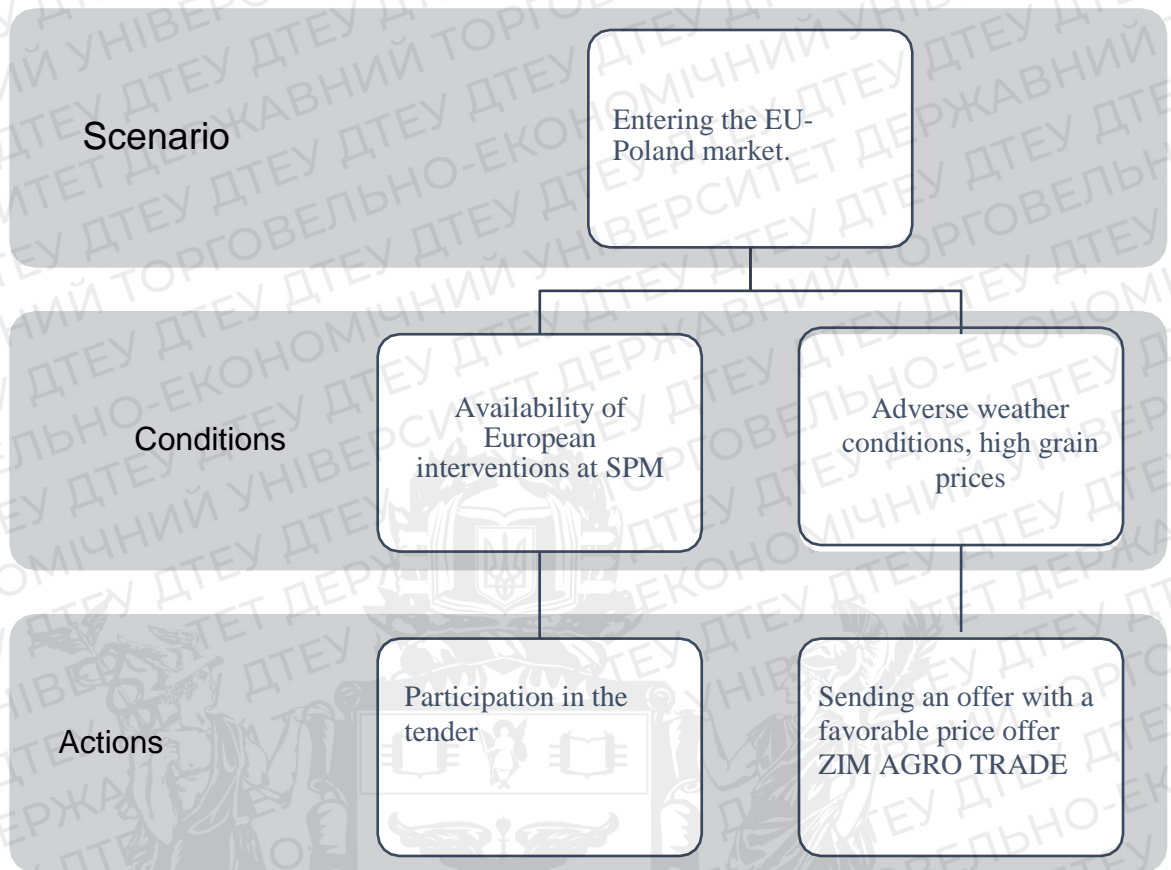 Scenario
Entering the EU-
Poland market.
Conditions
Availability of
European
interventions at SPM
Adverse weather
conditions, high grain
prices
Actions
Participation in the
tender
Sending an offer with a
favorable price offer
ZIM AGRO TRADE